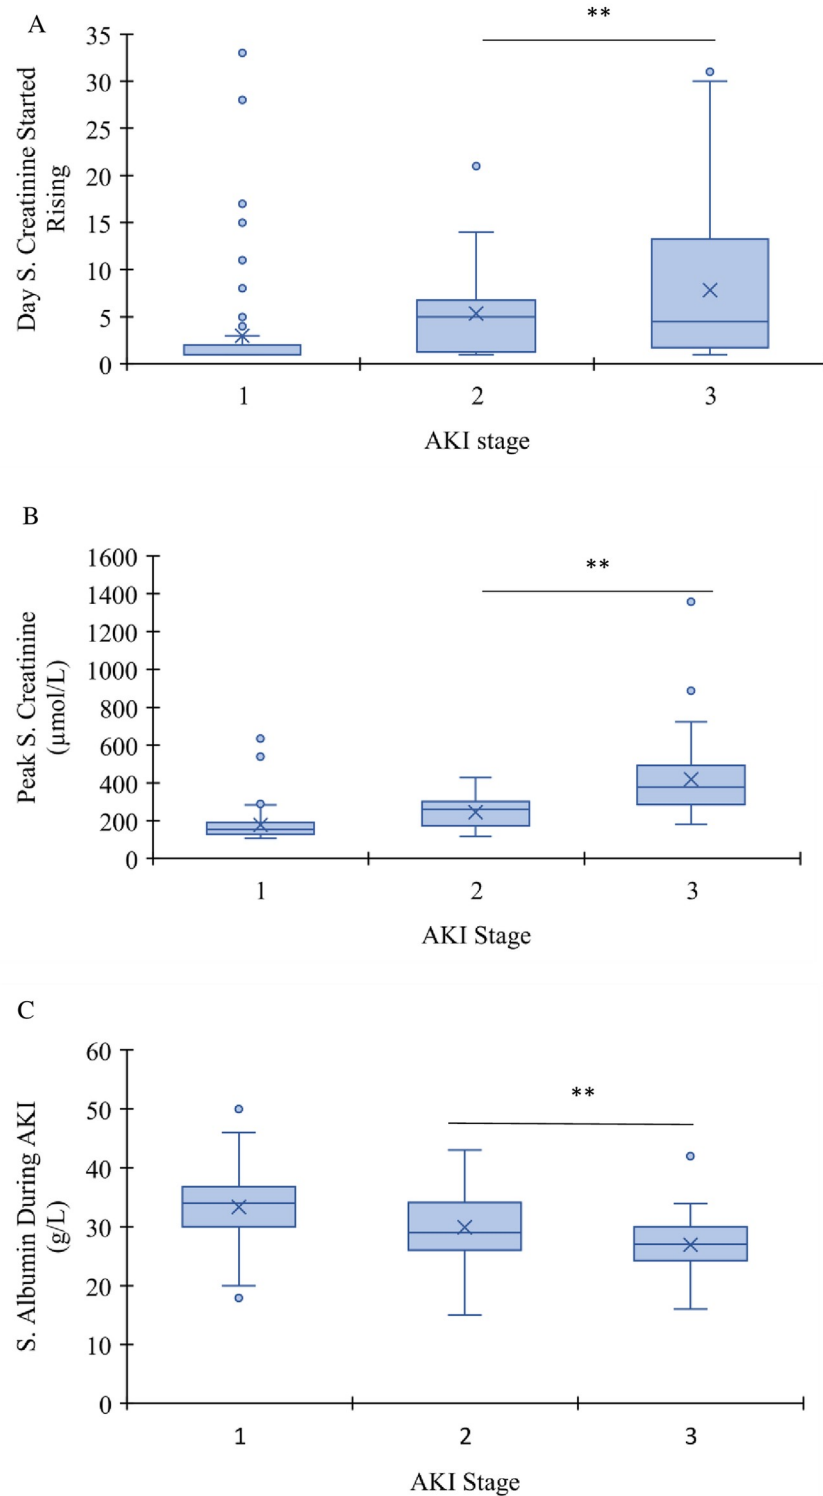 A
Day S. Creatinine Started
Rising
35
30
25
20
15
10
5
0
**
1 2 3
AKI stage
B
Peak S. Creatinine
(µmol/L)
1600
1400
1200
1000
800
600
400
200
0
**
1 2 3
AKI Stage
C
S. Albumin During AKI
(g/L)
60
50
40
30
20
10
0
**
1 2 3
AKI Stage